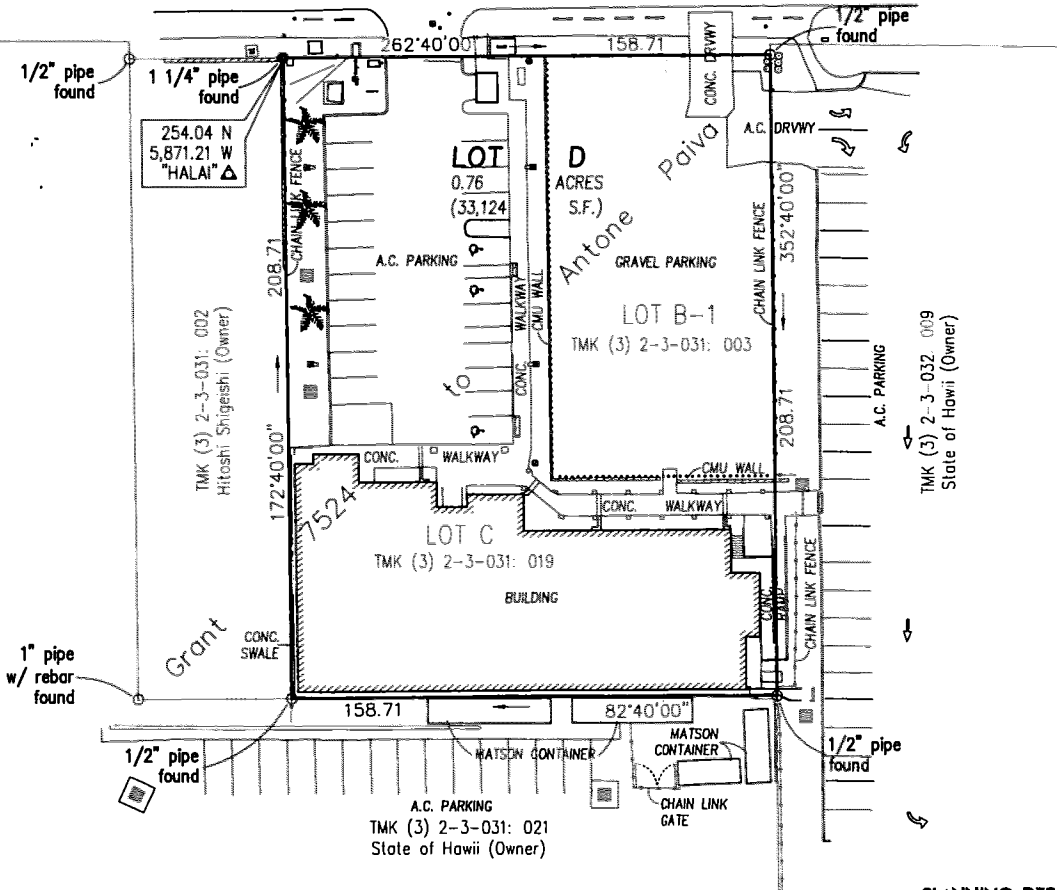 1/2" pipe
found
262°40'00"
158.71
1/2" pipe
found
1 1/4" pipe
found
CONC. DRVWY
254.04 N
5,871.21 W
"HALAI"
A.C. DRVWY
LOT D
0.76 ACRES
(33,124 S.F.)
Grant 7524 to Antone Paiva
CHAIN LINK FENCE
208.71
172°40'00"
352°40'00"
CHAIN LINK FENCE
208.71
A.C. PARKING
CONC. WALKWAY
CMU WALL
GRAVEL PARKING
LOT B-1
TMK (3) 2-3-031: 003
TMK (3) 2-3-031: 002
Hitoshi Shigeishi (Owner)
A.C. PARKING
TMK (3) 2-3-032. 009
State of Hawii (Owner)
CONC. WALKWAY
CMU WALL
CONC. WALKWAY
LOT C
TMK (3) 2-3-031: 019
BUILDING
CONC. RAMP
CHAIN LINK FENCE
CONC.
SWALE
1" pipe
w/ rebar
found
158.71
82°40'00"
1/2" pipe
found
MATSON CONTAINER
MATSON
CONTAINER
1/2" pipe
found
CHAIN LINK
GATE
A.C. PARKING
TMK (3) 2-3-031: 021
State of Hawii (Owner)